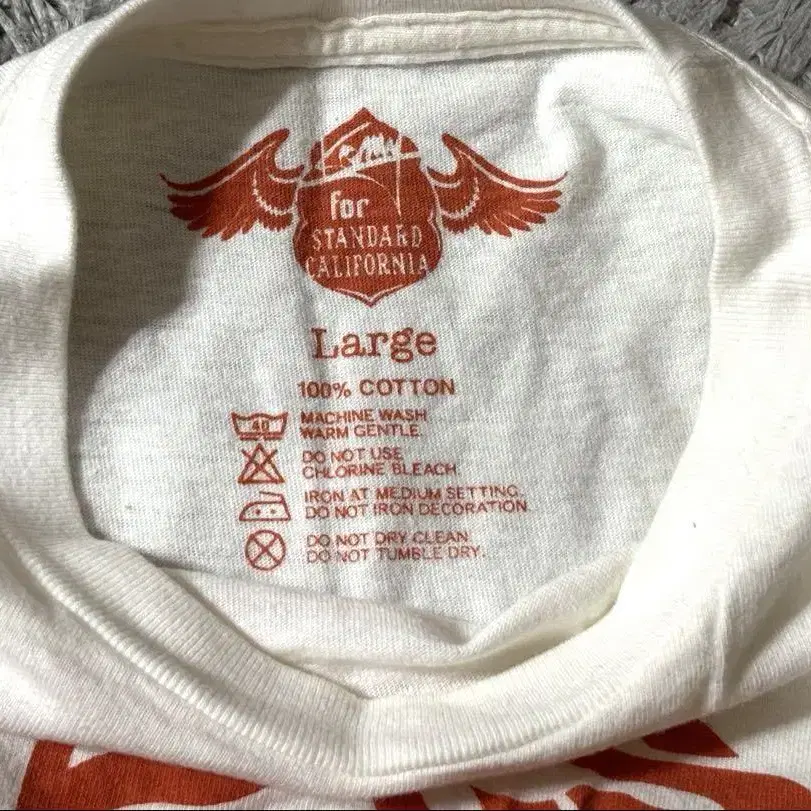 for
STANDARD
CALIFORNIA
Large
100% COTTON
40
MACHINE WASH
WARM GENTLE.
DO NOT USE
CHLORINE BLEACH.
IRON AT MEDIUM SETTING.
DO NOT IRON DECORATION.
DO NOT DRY CLEAN.
DO NOT TUMBLE DRY.